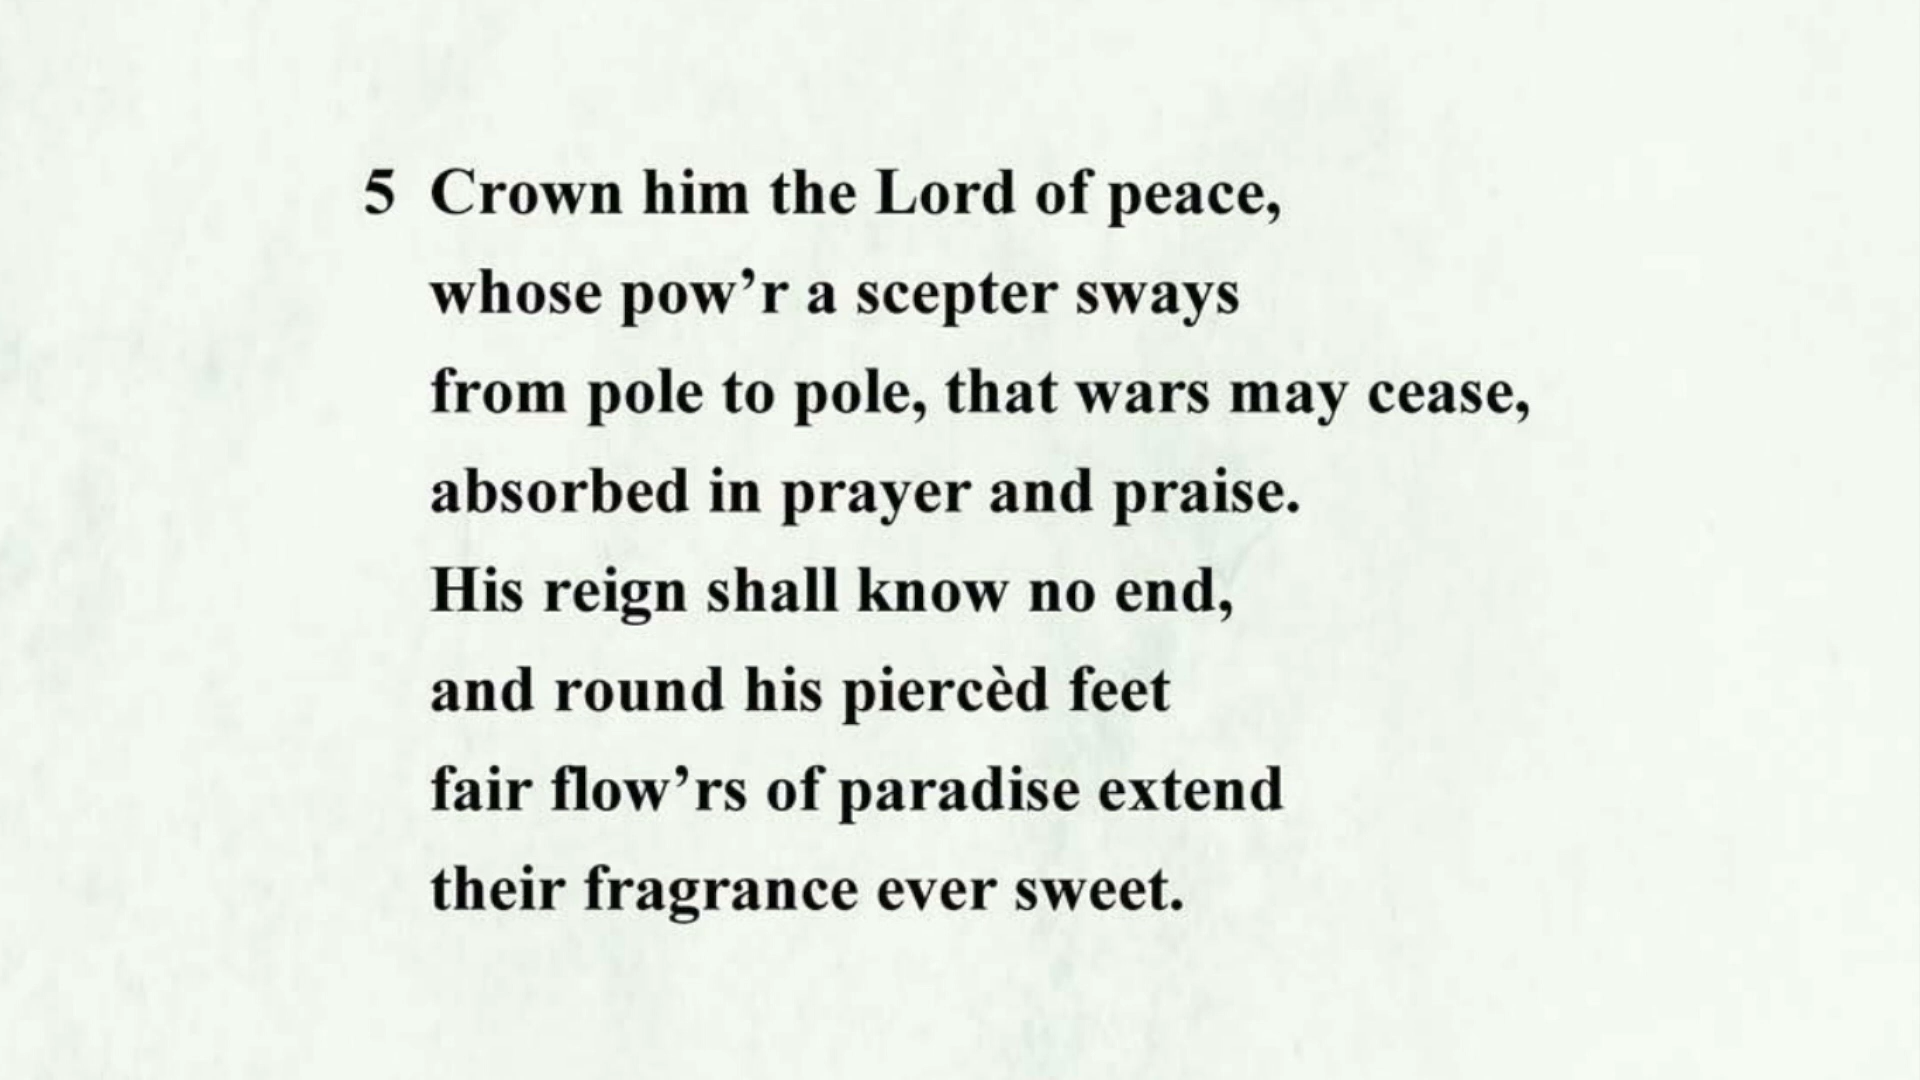 5 Crown him the Lord of peace,
whose pow’r a scepter sways
from pole to pole, that wars may cease,
absorbed in prayer and praise.
His reign shall know no end,
and round his piercèd feet
fair flow’rs of paradise extend
their fragrance ever sweet.